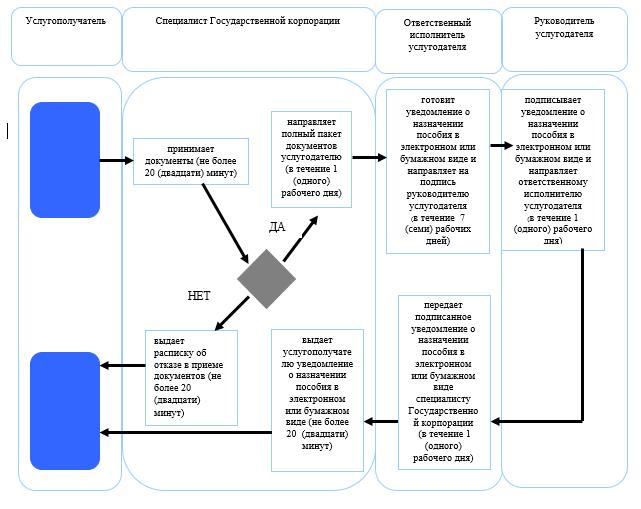 Услугополучатель
Специалист Государственной корпорации
Ответственный
исполнитель
услугодателя
Руководитель
услугодателя
принимает
документы (не более
20 (двадцати) минут)
направляет
полный пакет
документов
услугодателю
(в течение 1
(одного)
рабочего дня)
готовит
уведомление о
назначении
пособия в
электронном или
бумажном виде и
направляет на
подпись
руководителю
услугодателя
(в течение 7
(семи) рабочих
дней)
подписывает
уведомление о
назначении
пособия в
электронном или
бумажном виде и
направляет
ответственному
исполнителю
услугодателя
(в течение 1
(одного) рабочего
дня)
ДА
НЕТ
выдает
расписку об
отказе в приеме
документов (не
более 20
(двадцати)
минут)
выдает
услугополучате
лю уведомление
о назначении
пособия в
электронном
или бумажном
виде (не более
20 (двадцати)
минут)
передает
подписанное
уведомление о
назначении
пособия в
электронном
или бумажном
виде
специалисту
Государственно
й корпорации
(в течение 1
(одного)
рабочего дня)